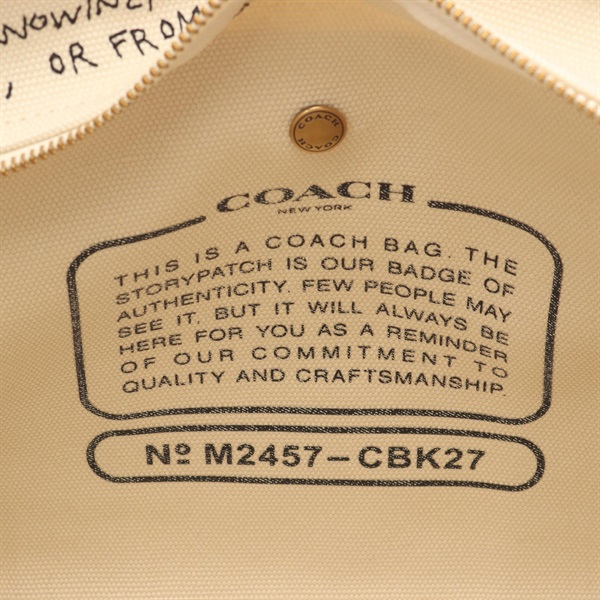 , OR FROM
COACH
COACH
NEW YORK
THIS IS A COACH BAG. THE
STORYPATCH IS OUR BADGE OF
AUTHENTICITY. FEW PEOPLE MAY
SEE IT, BUT IT WILL ALWAYS BE
HERE FOR YOU AS A REMINDER
OF OUR COMMITMENT TO
QUALITY AND CRAFTSMANSHIP.
Nº M2457-CBK27